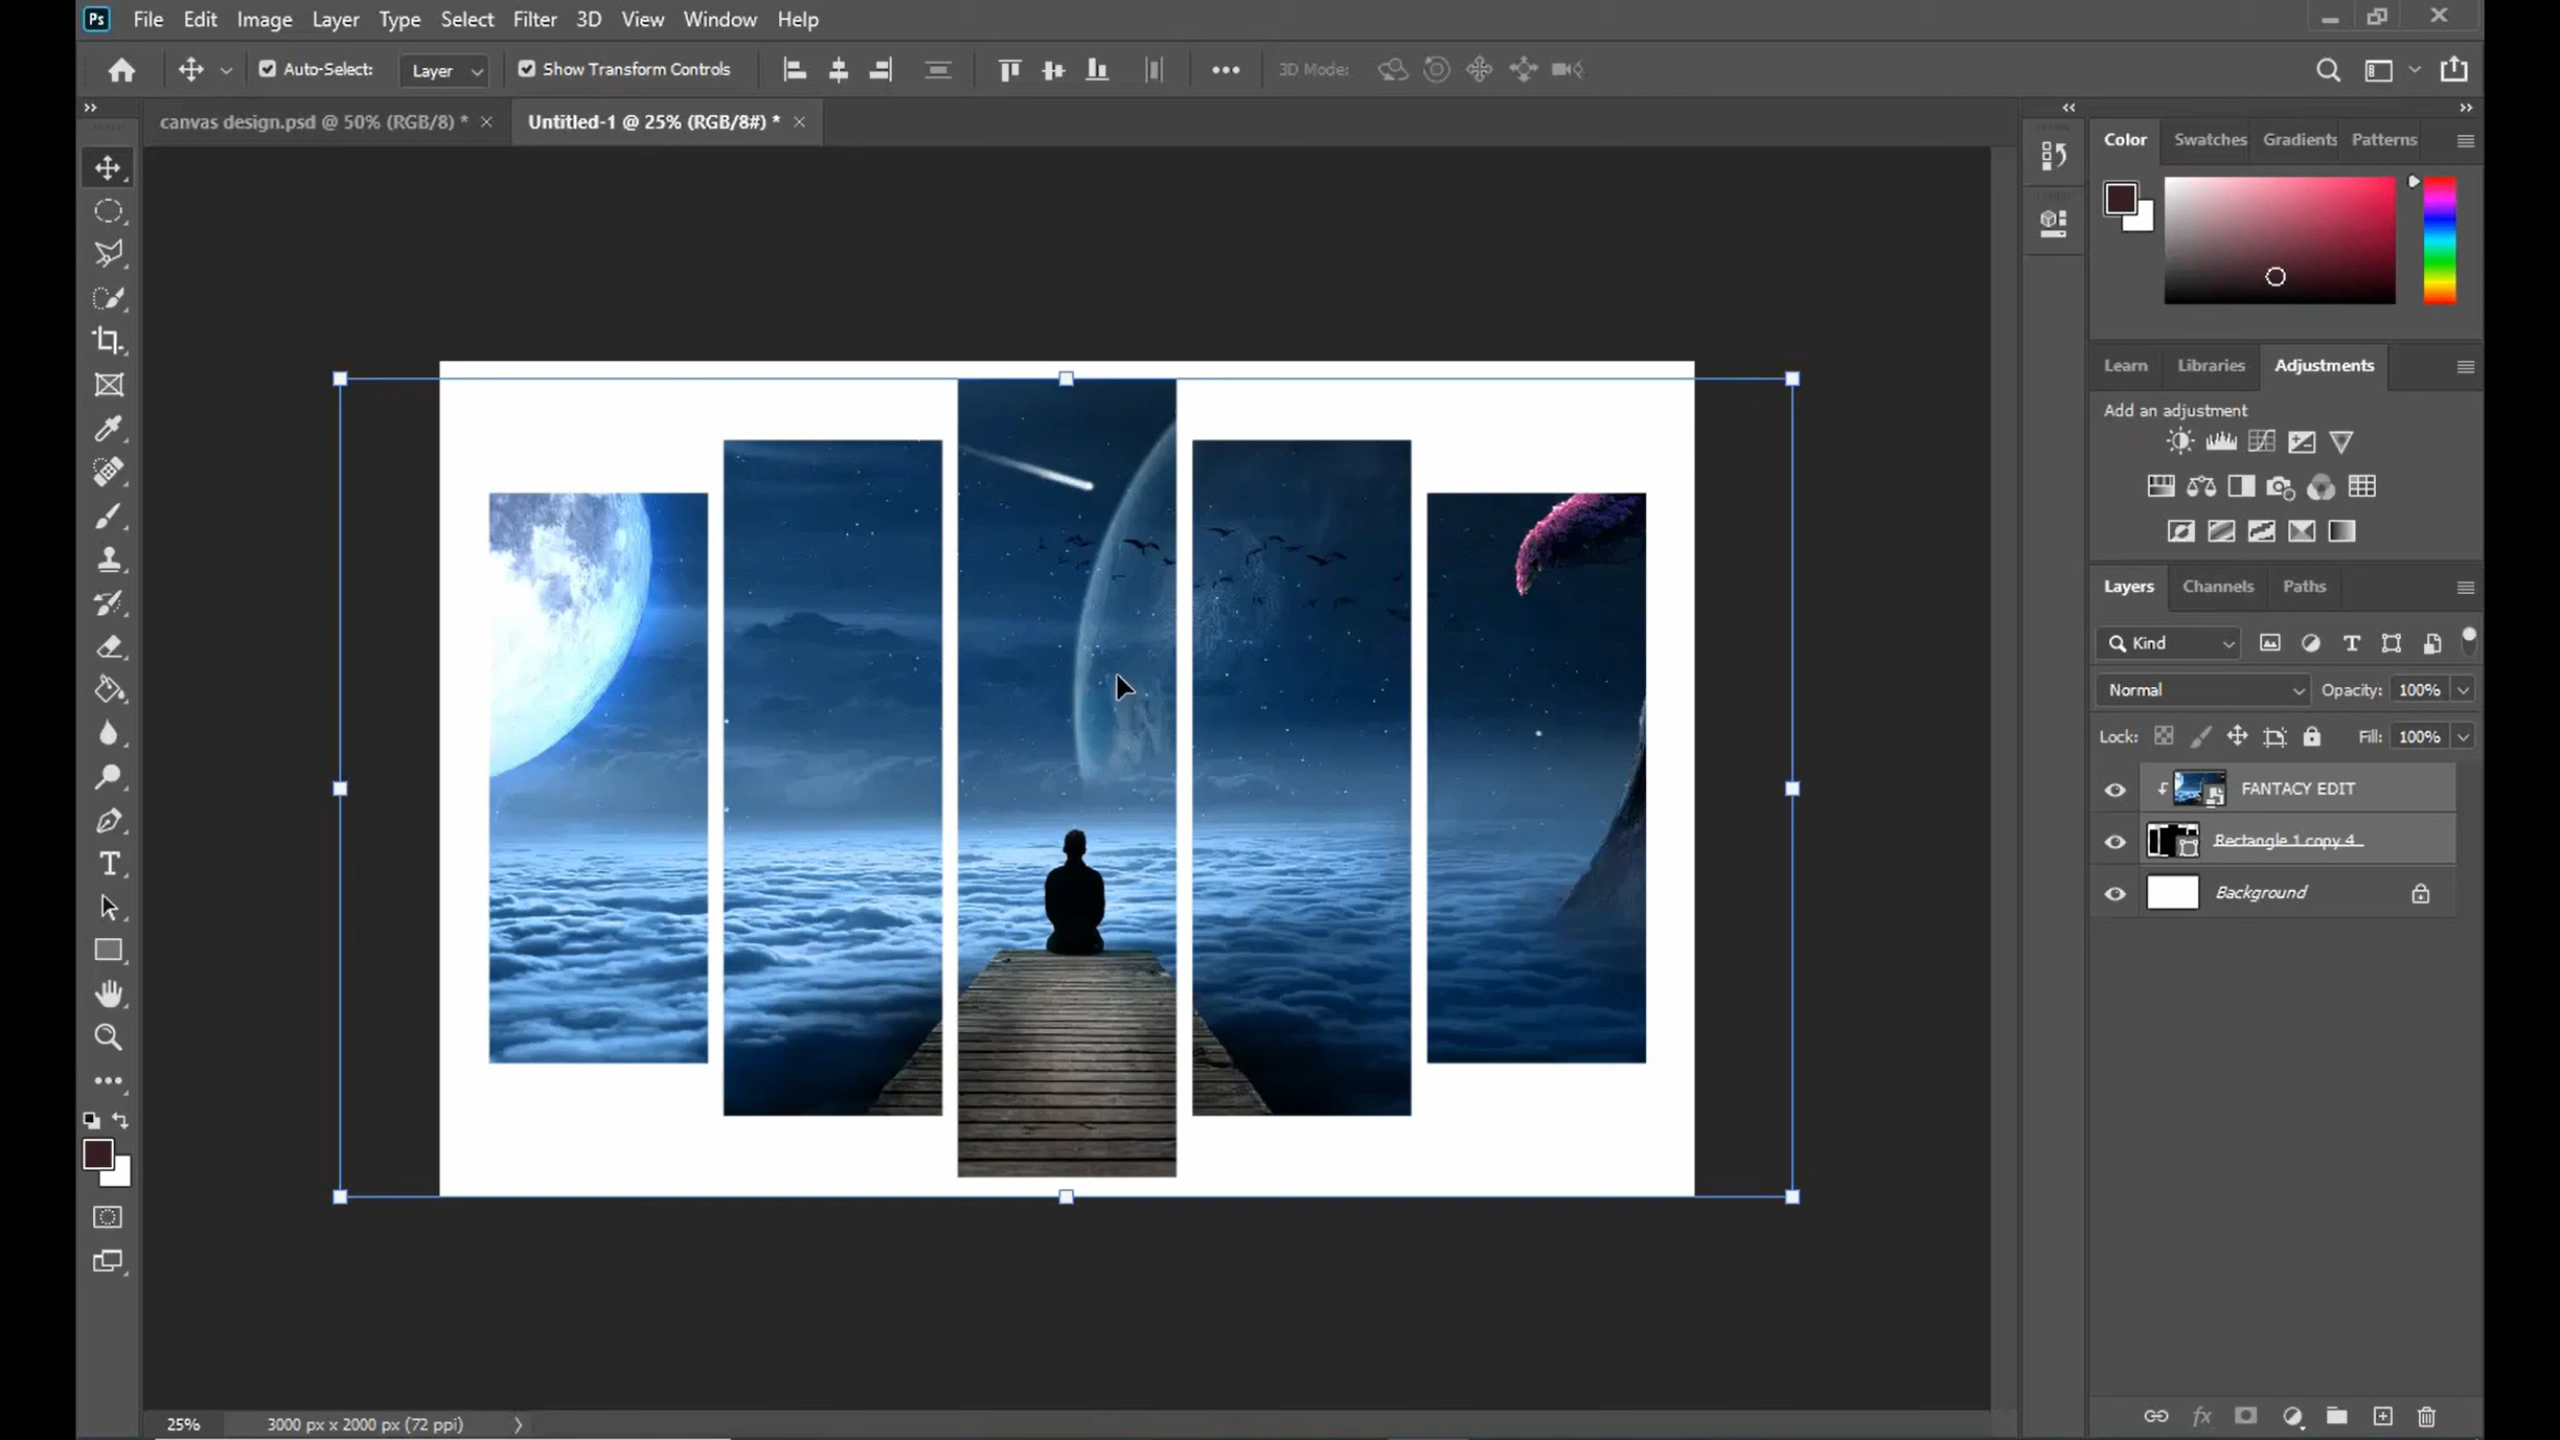 Ps File Edit Image Layer Type Select Filter 3D View Window Help
Auto-Select: Layer Show Transform Controls 3D Mode:
canvas design.psd @ 50% (RGB/8) * Untitled-1 @ 25% (RGB/8#) *
Color Swatches Gradients Patterns
Learn Libraries Adjustments
Add an adjustment
Layers Channels Paths
Kind
Normal Opacity: 100%
Lock: Fill: 100%
FANTACY EDIT
Rectangle 1 copy 4
Background
25% 3000 px x 2000 px (72 ppi)